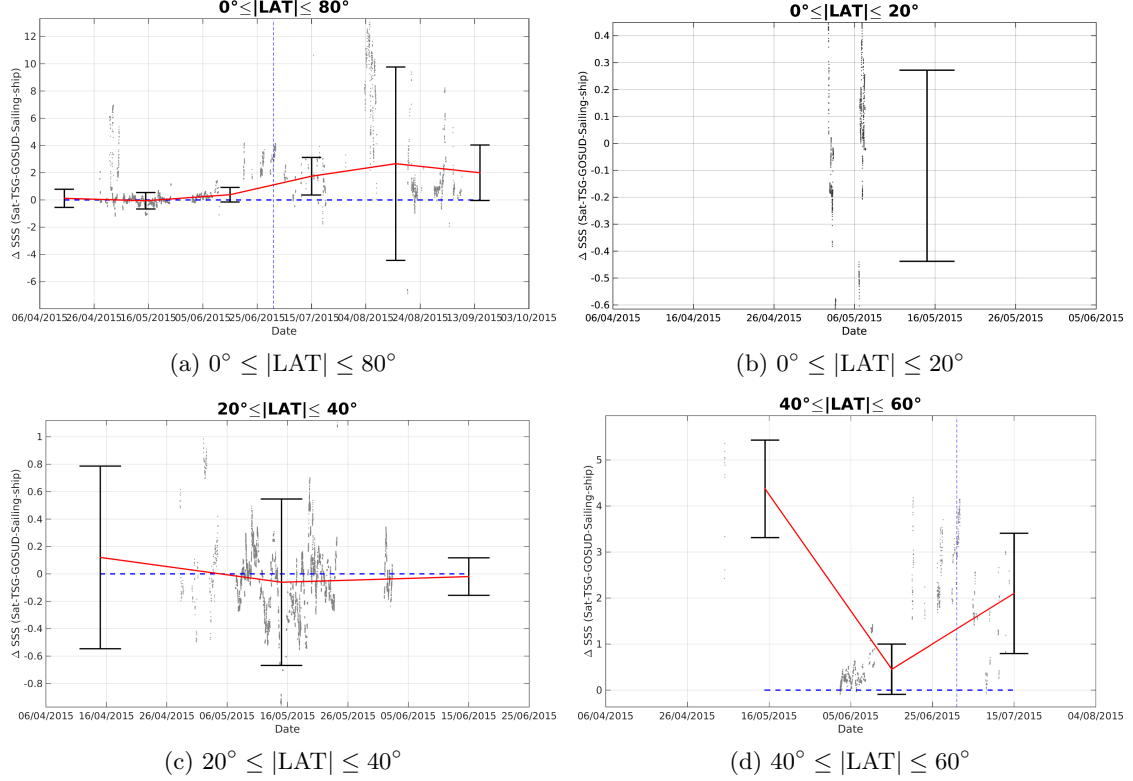 0°≤|LAT|≤ 80°
Δ SSS (Sat-TSG-GOSUD-Sailing-ship)
12
10
8
6
4
2
0
-2
-4
-6
06/04/2015 26/04/2015 16/05/2015 05/06/2015 25/06/2015 15/07/2015 04/08/2015 24/08/2015 13/09/2015 03/10/2015
Date
(a) 0° ≤ |LAT| ≤ 80°
0°≤|LAT|≤ 20°
Δ SSS (Sat-TSG-GOSUD-Sailing-ship)
0.4
0.3
0.2
0.1
0
-0.1
-0.2
-0.3
-0.4
-0.5
-0.6
06/04/2015 16/04/2015 26/04/2015 06/05/2015 16/05/2015 26/05/2015 05/06/2015
Date
(b) 0° ≤ |LAT| ≤ 20°
20°≤|LAT|≤ 40°
Δ SSS (Sat-TSG-GOSUD-Sailing-ship)
1
0.8
0.6
0.4
0.2
0
-0.2
-0.4
-0.6
-0.8
06/04/2015 16/04/2015 26/04/2015 06/05/2015 16/05/2015 26/05/2015 05/06/2015 15/06/2015 25/06/2015
Date
(c) 20° ≤ |LAT| ≤ 40°
40°≤|LAT|≤ 60°
Δ SSS (Sat-TSG-GOSUD-Sailing-ship)
5
4
3
2
1
0
06/04/2015 26/04/2015 16/05/2015 05/06/2015 25/06/2015 15/07/2015 04/08/2015
Date
(d) 40° ≤ |LAT| ≤ 60°